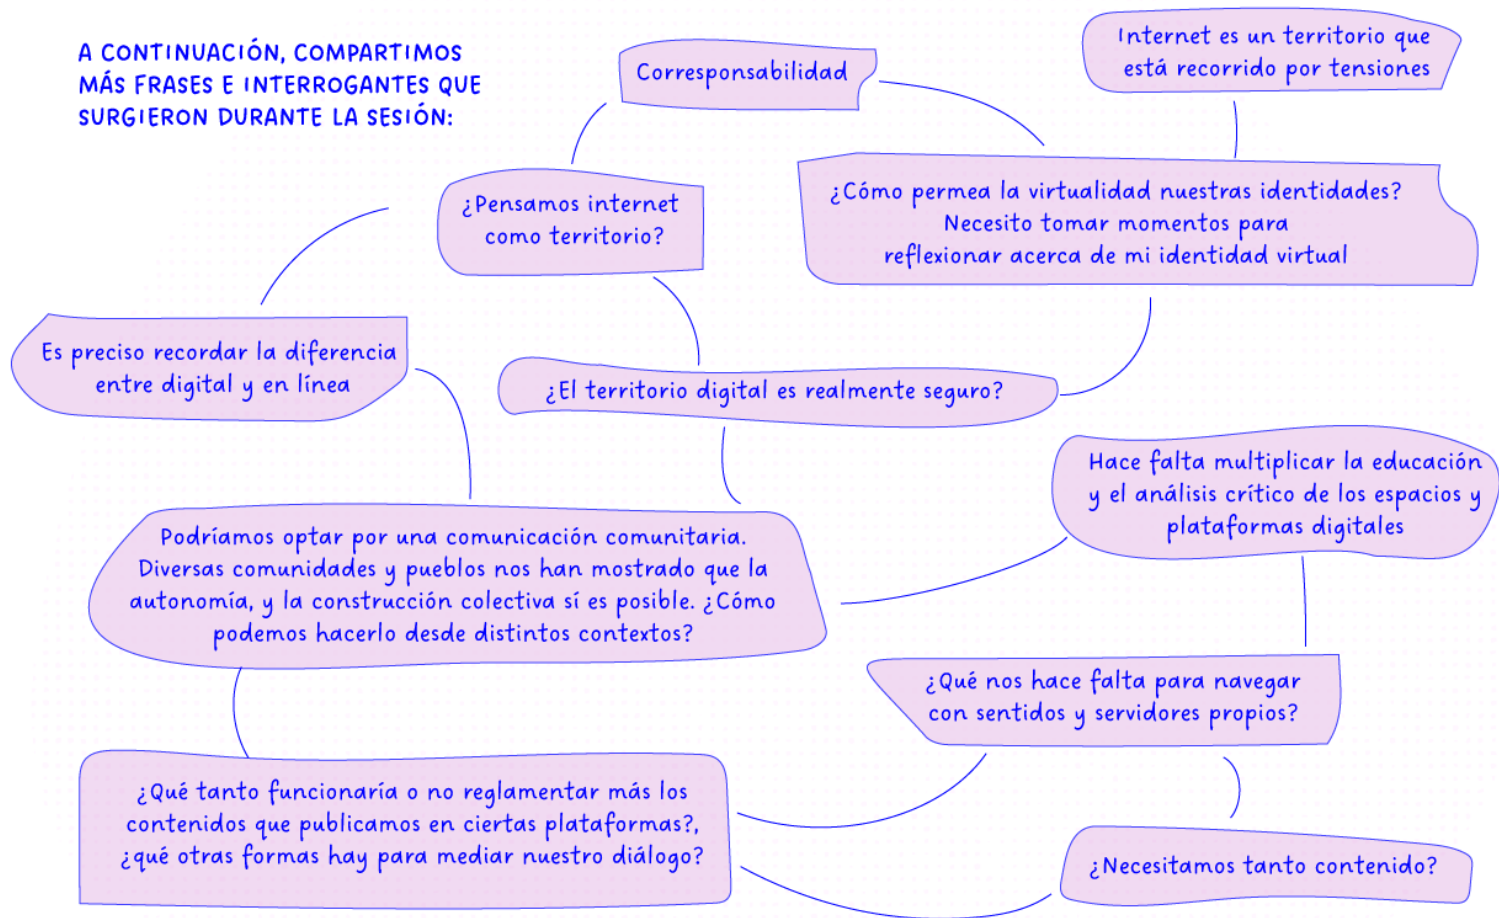 A CONTINUACIÓN, COMPARTIMOS
MÁS FRASES E INTERROGANTES QUE
SURGIERON DURANTE LA SESIÓN:
Corresponsabilidad
Internet es un territorio que
está recorrido por tensiones
¿Pensamos internet
como territorio?
¿Cómo permea la virtualidad nuestras identidades?
Necesito tomar momentos para
reflexionar acerca de mi identidad virtual
Es preciso recordar la diferencia
entre digital y en línea
¿El territorio digital es realmente seguro?
Hace falta multiplicar la educación
y el análisis crítico de los espacios y
plataformas digitales
Podríamos optar por una comunicación comunitaria.
Diversas comunidades y pueblos nos han mostrado que la
autonomía, y la construcción colectiva sí es posible. ¿Cómo
podemos hacerlo desde distintos contextos?
¿Qué nos hace falta para navegar
con sentidos y servidores propios?
¿Qué tanto funcionaría o no reglamentar más los
contenidos que publicamos en ciertas plataformas?,
¿qué otras formas hay para mediar nuestro diálogo?
¿Necesitamos tanto contenido?